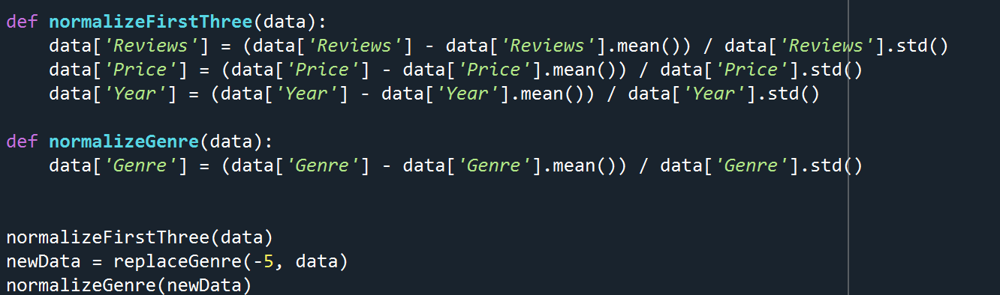 def normalizeFirstThree(data):
    data['Reviews'] = (data['Reviews'] - data['Reviews'].mean()) / data['Reviews'].std()
    data['Price'] = (data['Price'] - data['Price'].mean()) / data['Price'].std()
    data['Year'] = (data['Year'] - data['Year'].mean()) / data['Year'].std()
def normalizeGenre(data):
    data['Genre'] = (data['Genre'] - data['Genre'].mean()) / data['Genre'].std()
normalizeFirstThree(data)
newData = replaceGenre(-5, data)
normalizeGenre(newData)